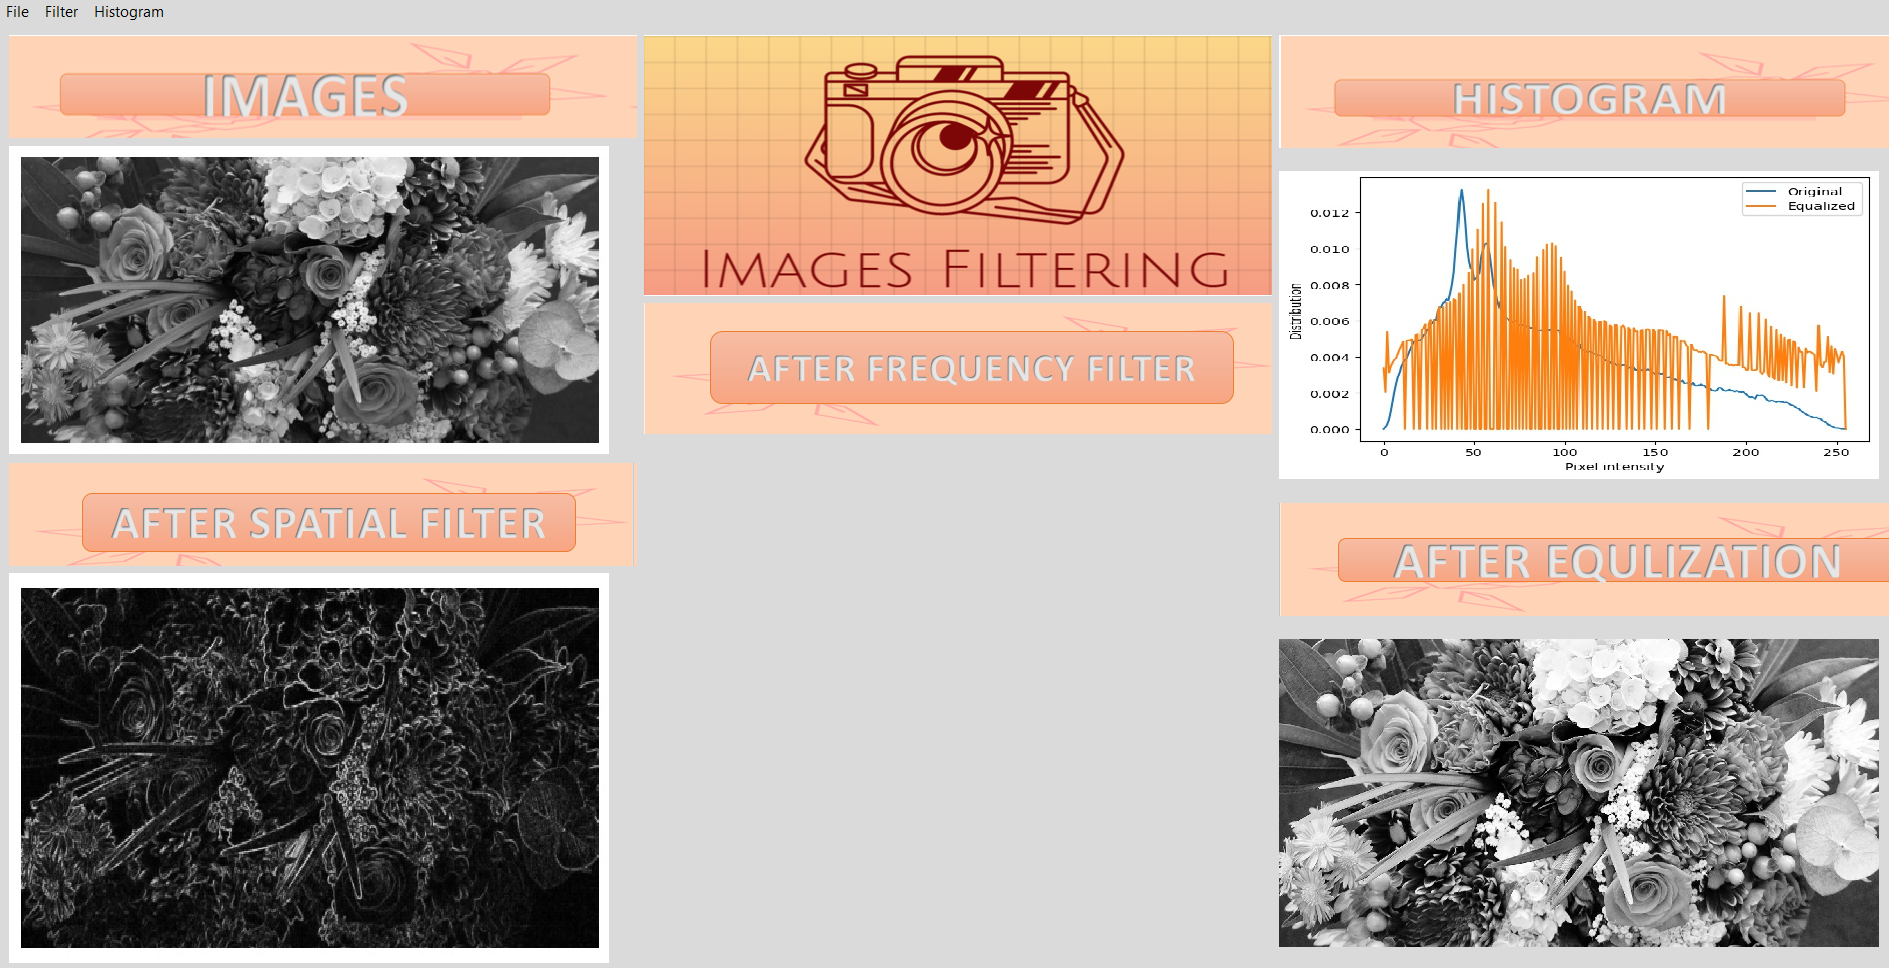 File Filter Histogram
IMAGES
AFTER SPATIAL FILTER
IMAGES FILTERING
AFTER FREQUENCY FILTER
HISTOGRAM
Original
Equalized
Distribution
0.012
0.010
0.008
0.006
0.004
0.002
0.000
0 50 100 150 200 250
Pixel intensity
AFTER EQULIZATION